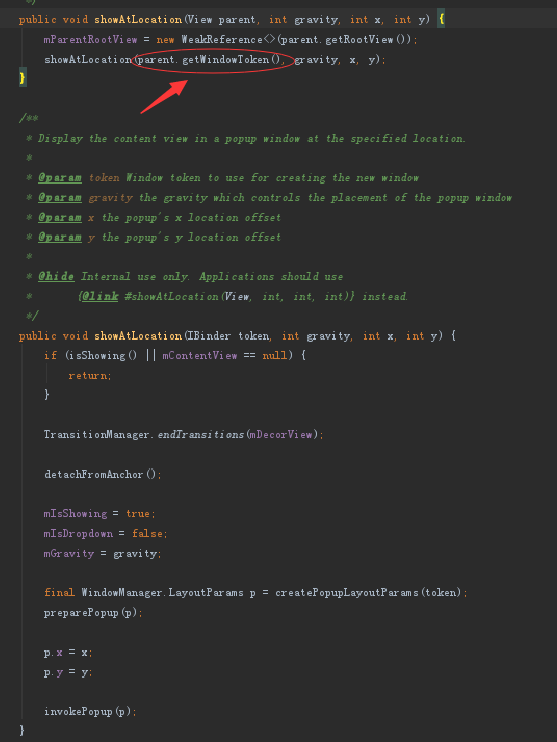 */
public void showAtLocation(View parent, int gravity, int x, int y) {
    mParentRootView = new WeakReference<>(parent.getRootView());
    showAtLocation(parent.getWindowToken(), gravity, x, y);
}
/**
 * Display the content view in a popup window at the specified location.
 *
 * @param token Window token to use for creating the new window
 * @param gravity the gravity which controls the placement of the popup window
 * @param x the popup's x location offset
 * @param y the popup's y location offset
 *
 * @hide Internal use only. Applications should use
 *       {@link #showAtLocation(View, int, int, int)} instead.
 */
public void showAtLocation(IBinder token, int gravity, int x, int y) {
    if (isShowing() || mContentView == null) {
        return;
    }
    TransitionManager.endTransitions(mDecorView);
    detachFromAnchor();
    mIsShowing = true;
    mIsDropdown = false;
    mGravity = gravity;
    final WindowManager.LayoutParams p = createPopupLayoutParams(token);
    preparePopup(p);
    p.x = x;
    p.y = y;
    invokePopup(p);
}